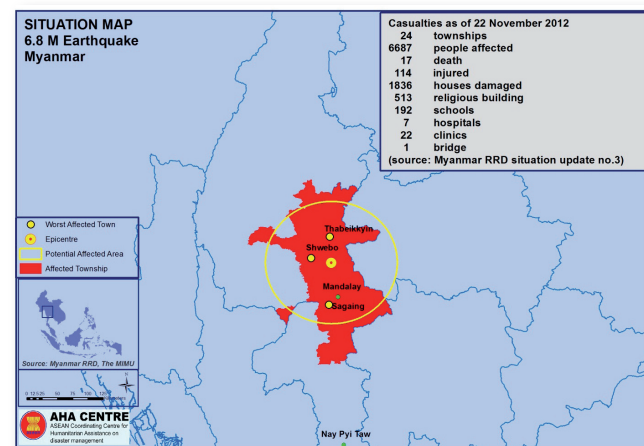 SITUATION MAP
6.8 M Earthquake
Myanmar
Casualties as of 22 November 2012
24 townships
6687 people affected
17 death
114 injured
1836 houses damaged
513 religious building
192 schools
7 hospitals
22 clinics
1 bridge
(source: Myanmar RRD situation update no.3)
Thabeikkyin
Shwebo
Mandalay
Sagaing
Nay Pyi Taw
Worst Affected Town
Epicentre
Potential Affected Area
Affected Township
Source: Myanmar RRD, The MIMU
AHA CENTRE
ASEAN Coordinating Centre for
Humanitarian Assistance on
disaster management